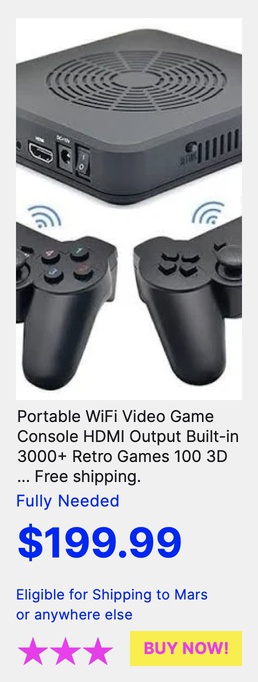 HDMI DC=12V
Portable WiFi Video Game
Console HDMI Output Built-in
3000+ Retro Games 100 3D
... Free shipping.
Fully Needed
$199.99
Eligible for Shipping to Mars
or anywhere else
BUY NOW!